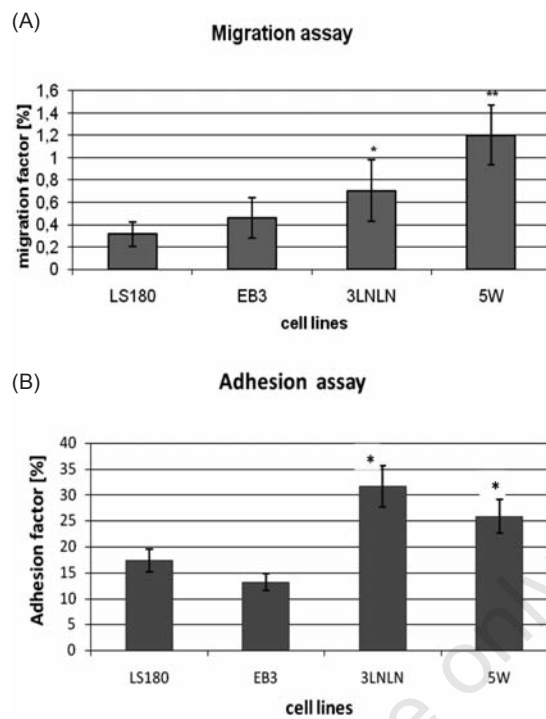 (A)
Migration assay
migration factor [%]
1,6
1,4
1,2
1
0,8
0,6
0,4
0,2
0
*
**
LS180 EB3 3LNLN 5W
cell lines
(B)
Adhesion assay
Adhesion factor [%]
40
35
30
25
20
15
10
5
0
*
*
LS180 EB3 3LNLN 5W
cell lines
e only